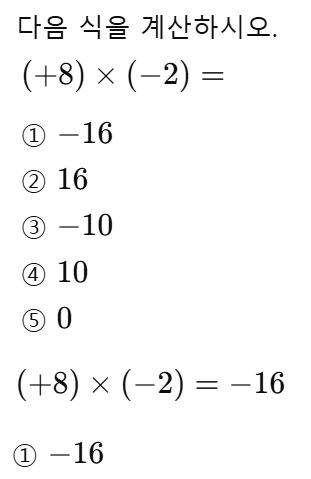 다음 식을 계산하시오.
(+8) × (−2) =
① −16
② 16
③ −10
④ 10
⑤ 0
(+8) × (−2) = −16
① −16